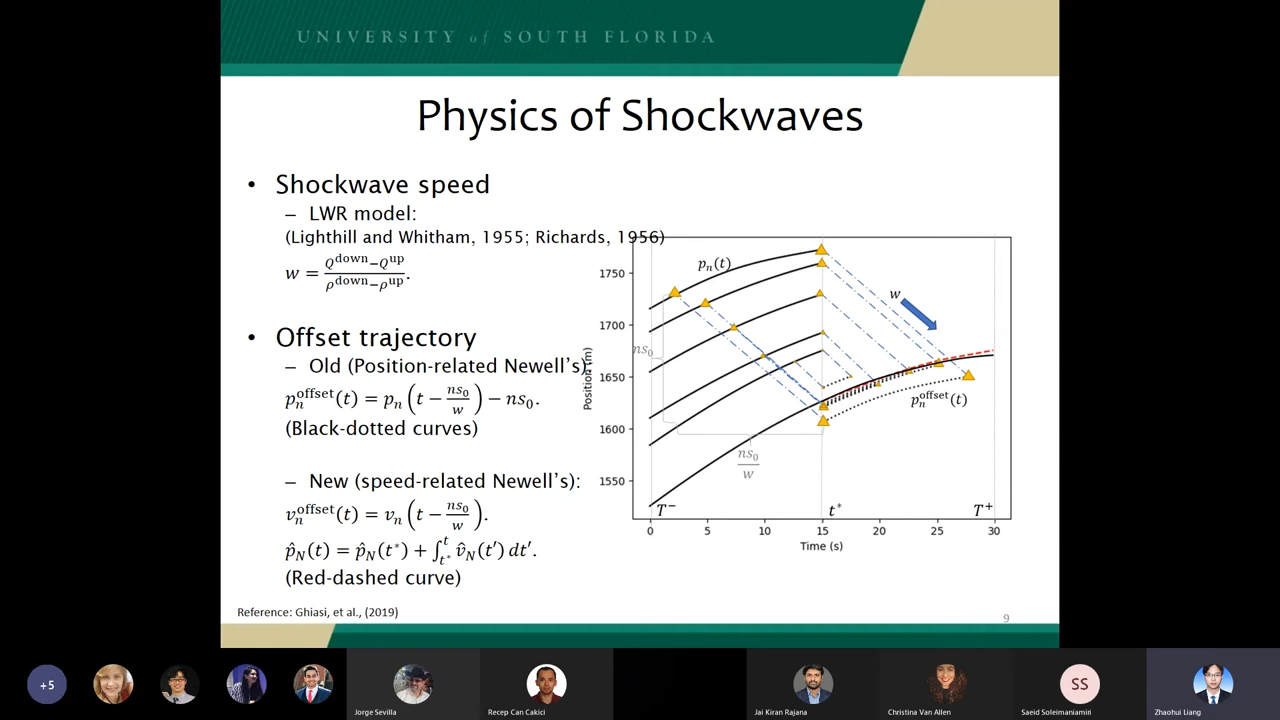 UNIVERSITY of SOUTH FLORIDA
Physics of Shockwaves
• Shockwave speed
– LWR model:
(Lighthill and Whitham, 1955; Richards, 1956)
w = (Q^down − Q^up) / (ρ^down − ρ^up).
• Offset trajectory
– Old (Position-related Newell's):
p_n^offset(t) = p_n(t − ns_0/w) − ns_0.
(Black-dotted curves)
– New (speed-related Newell's):
v_n^offset(t) = v_n(t − ns_0/w).
p̂_N(t) = p̂_N(t*) + ∫_{t*}^{t} v̂_N(t′) dt′.
(Red-dashed curve)
Reference: Ghiasi, et al., (2019)
1750
1700
1650
1600
1550
Position (m)
p_n(t)
w
ns_0
p_n^offset(t)
ns_0/w
T^−
t*
T^+
0 5 10 15 20 25 30
Time (s)
9
+5
Jorge Sevilla
Recep Can Cakici
Jai Kiran Rajana
Christina Van Allen
SS
Saeid Soleimaniamiri
Zhaohui Liang